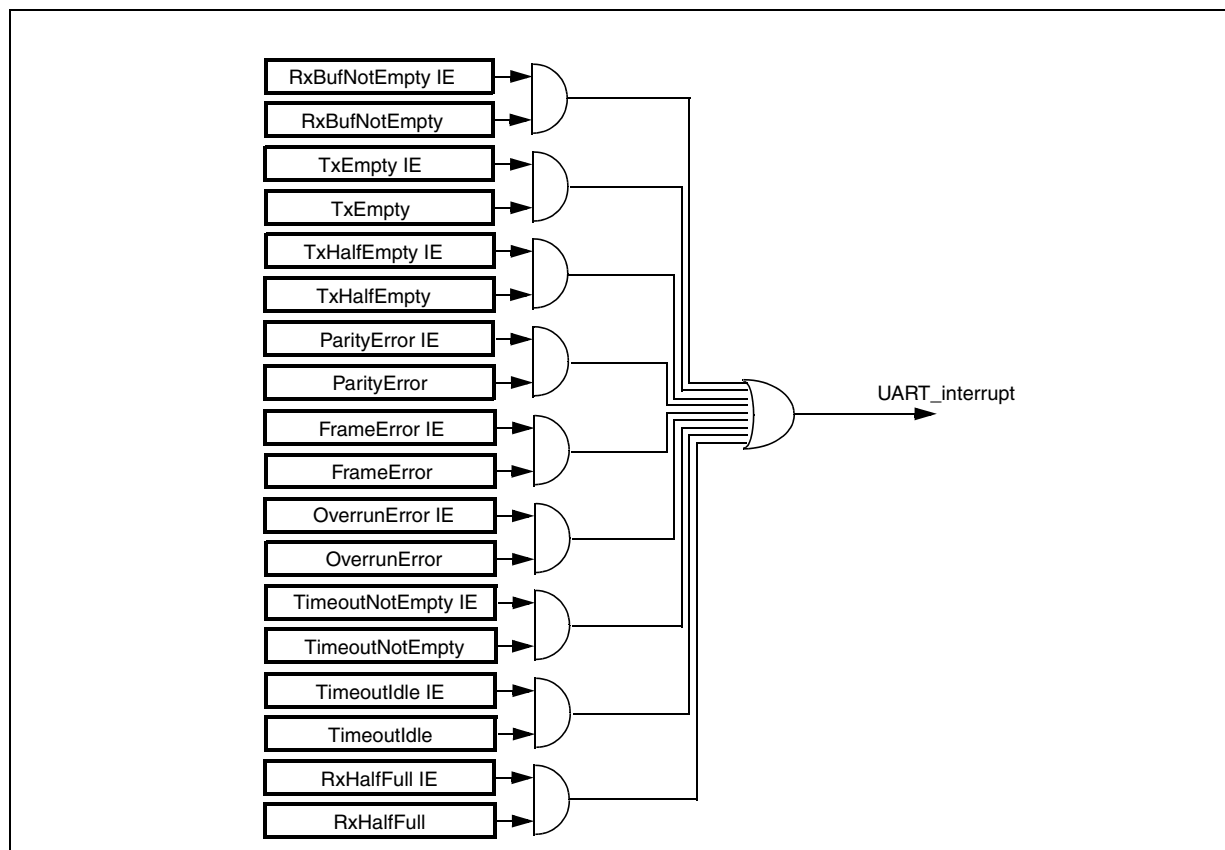 RxBufNotEmpty IE
RxBufNotEmpty
TxEmpty IE
TxEmpty
TxHalfEmpty IE
TxHalfEmpty
ParityError IE
ParityError
FrameError IE
FrameError
OverrunError IE
OverrunError
TimeoutNotEmpty IE
TimeoutNotEmpty
TimeoutIdle IE
TimeoutIdle
RxHalfFull IE
RxHalfFull
UART_interrupt